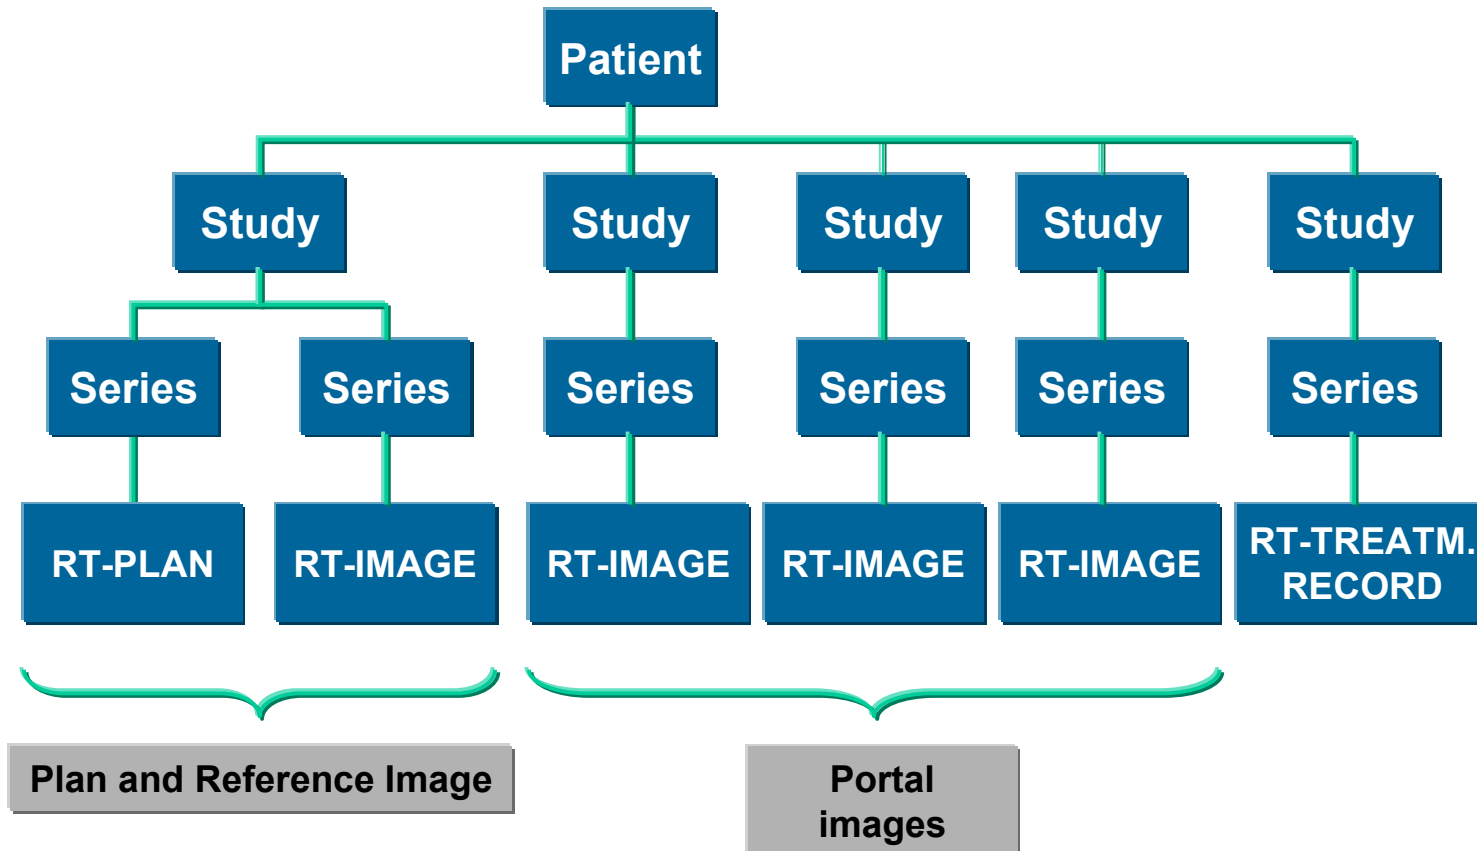 Patient
Study Study Study Study Study
Series Series Series Series Series Series
RT-PLAN RT-IMAGE RT-IMAGE RT-IMAGE RT-IMAGE RT-TREATM.
RECORD
Plan and Reference Image
Portal
images